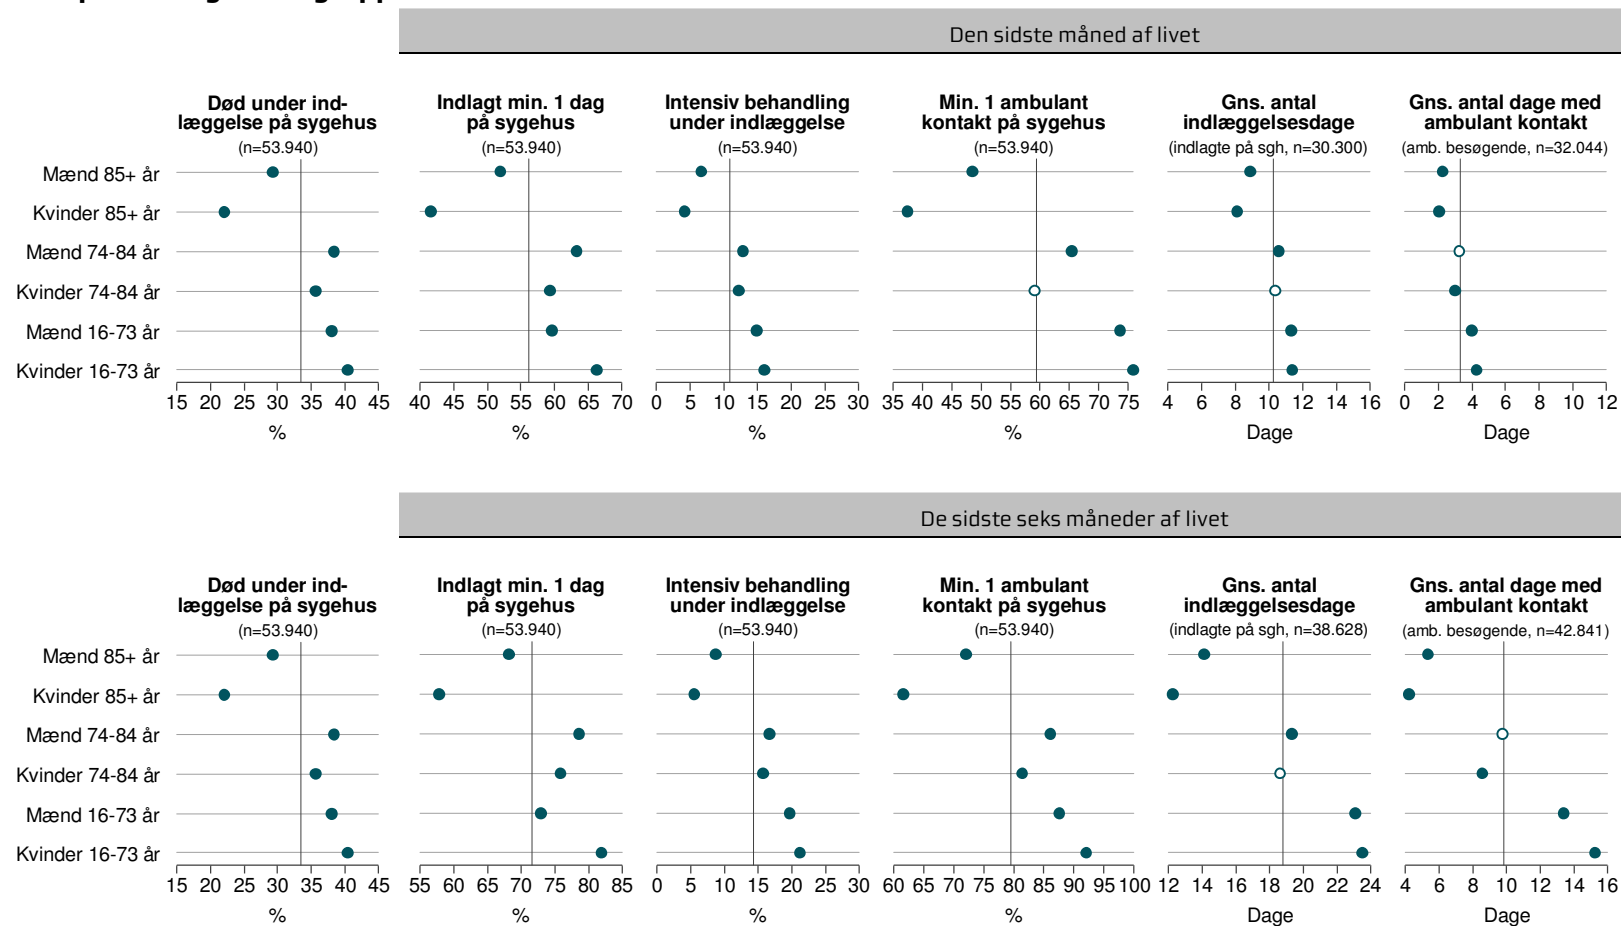 Den sidste måned af livet
Død under ind-
læggelse på sygehus
(n=53.940)
Indlagt min. 1 dag
på sygehus
(n=53.940)
Intensiv behandling
under indlæggelse
(n=53.940)
Min. 1 ambulant
kontakt på sygehus
(n=53.940)
Gns. antal
indlæggelsesdage
(indlagte på sgh, n=30.300)
Gns. antal dage med
ambulant kontakt
(amb. besøgende, n=32.044)
Mænd 85+ år
Kvinder 85+ år
Mænd 74-84 år
Kvinder 74-84 år
Mænd 16-73 år
Kvinder 16-73 år
15 20 25 30 35 40 45
%
40 45 50 55 60 65 70
%
0 5 10 15 20 25 30
%
35 40 45 50 55 60 65 70 75
%
4 6 8 10 12 14 16
Dage
0 2 4 6 8 10 12
Dage
De sidste seks måneder af livet
Død under ind-
læggelse på sygehus
(n=53.940)
Indlagt min. 1 dag
på sygehus
(n=53.940)
Intensiv behandling
under indlæggelse
(n=53.940)
Min. 1 ambulant
kontakt på sygehus
(n=53.940)
Gns. antal
indlæggelsesdage
(indlagte på sgh, n=38.628)
Gns. antal dage med
ambulant kontakt
(amb. besøgende, n=42.841)
Mænd 85+ år
Kvinder 85+ år
Mænd 74-84 år
Kvinder 74-84 år
Mænd 16-73 år
Kvinder 16-73 år
15 20 25 30 35 40 45
%
55 60 65 70 75 80 85
%
0 5 10 15 20 25 30
%
60 65 70 75 80 85 90 95 100
%
12 14 16 18 20 22 24
Dage
4 6 8 10 12 14 16
Dage